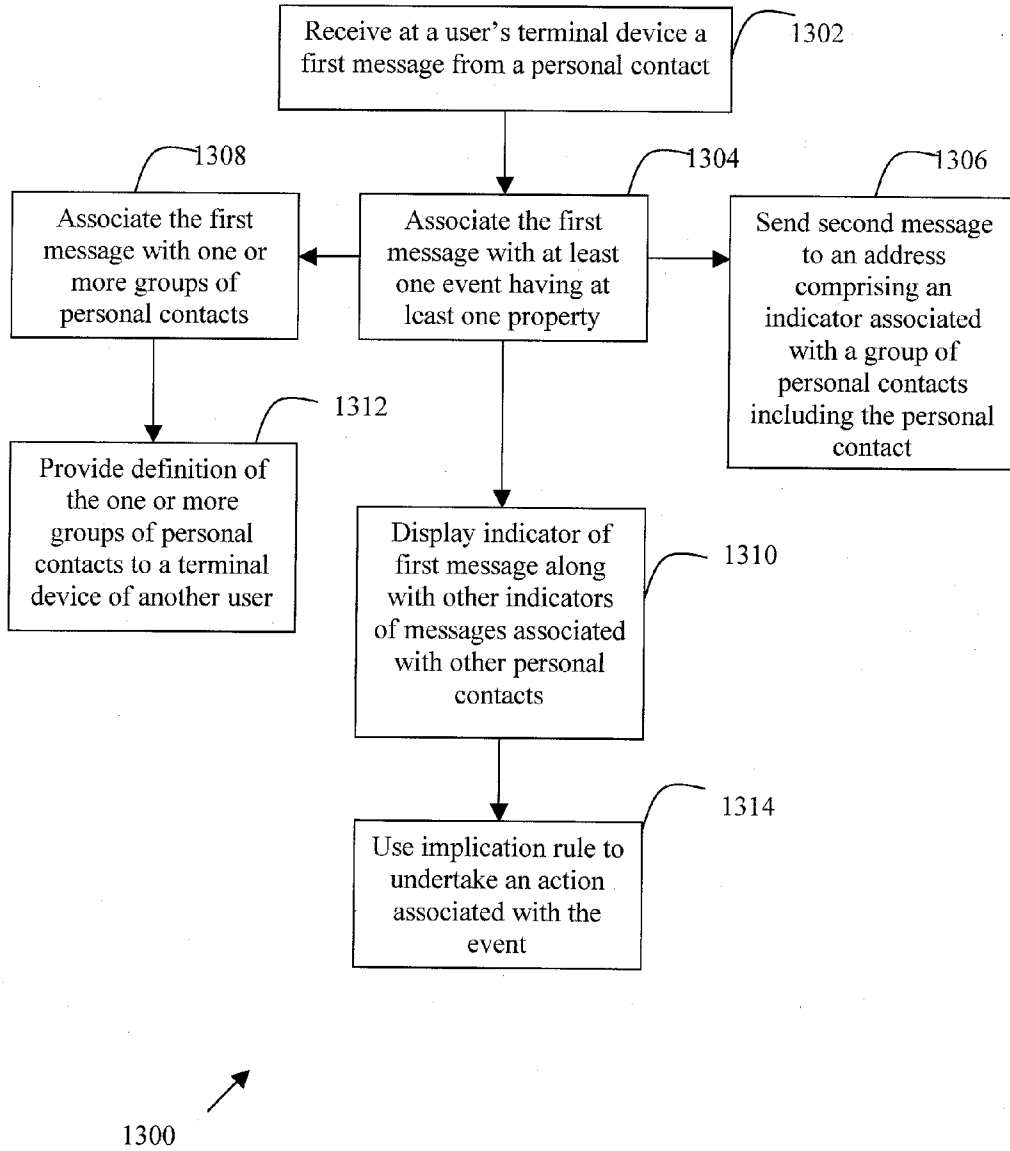 Receive at a user's terminal device a
first message from a personal contact
1302
1308
Associate the first
message with one or
more groups of
personal contacts
1304
Associate the first
message with at least
one event having at
least one property
1306
Send second message
to an address
comprising an
indicator associated
with a group of
personal contacts
including the personal
contact
1312
Provide definition of
the one or more
groups of personal
contacts to a terminal
device of another user
1310
Display indicator of
first message along
with other indicators
of messages associated
with other personal
contacts
1314
Use implication rule to
undertake an action
associated with the
event
1300